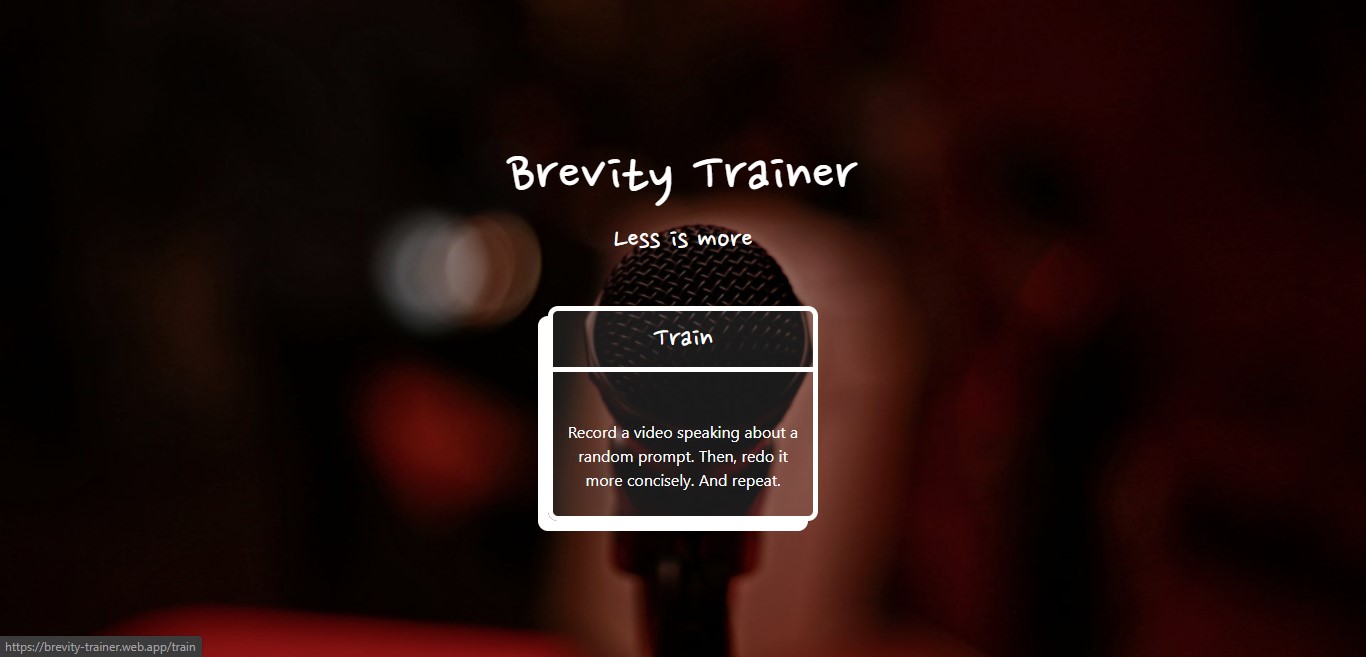 Brevity Trainer
Less is more
Train
Record a video speaking about a
random prompt. Then, redo it
more concisely. And repeat.
https://brevity-trainer.web.app/train